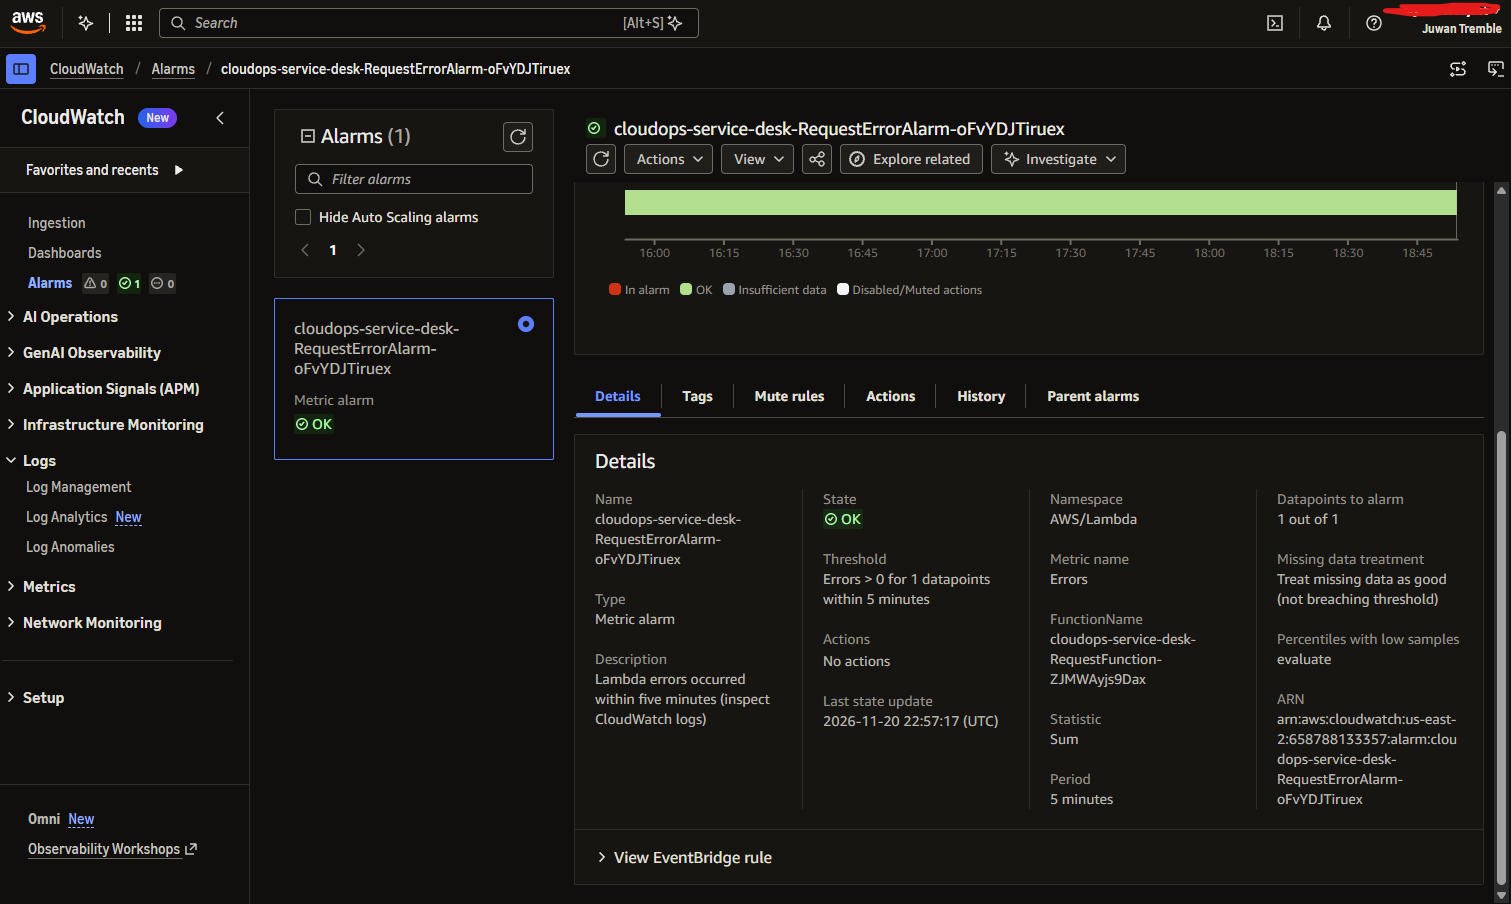 aws
Search
[Alt+S]
Juwan Tremble
CloudWatch / Alarms / cloudops-service-desk-RequestErrorAlarm-oFvYDJTiruex
CloudWatch New
Favorites and recents
Ingestion
Dashboards
Alarms 0 1 0
AI Operations
GenAI Observability
Application Signals (APM)
Infrastructure Monitoring
Logs
Log Management
Log Analytics New
Log Anomalies
Metrics
Network Monitoring
Setup
Omni New
Observability Workshops
Alarms (1)
Filter alarms
Hide Auto Scaling alarms
1
cloudops-service-desk-
RequestErrorAlarm-
oFvYDJTiruex
Metric alarm
OK
cloudops-service-desk-RequestErrorAlarm-oFvYDJTiruex
Actions View Explore related Investigate
16:00 16:15 16:30 16:45 17:00 17:15 17:30 17:45 18:00 18:15 18:30 18:45
In alarm OK Insufficient data Disabled/Muted actions
Details Tags Mute rules Actions History Parent alarms
Details
Name
cloudops-service-desk-
RequestErrorAlarm-
oFvYDJTiruex
Type
Metric alarm
Description
Lambda errors occurred
within five minutes (inspect
CloudWatch logs)
State
OK
Threshold
Errors > 0 for 1 datapoints
within 5 minutes
Actions
No actions
Last state update
2026-11-20 22:57:17 (UTC)
Namespace
AWS/Lambda
Metric name
Errors
FunctionName
cloudops-service-desk-
RequestFunction-
ZJMWAyjs9Dax
Statistic
Sum
Period
5 minutes
Datapoints to alarm
1 out of 1
Missing data treatment
Treat missing data as good
(not breaching threshold)
Percentiles with low samples
evaluate
ARN
arn:aws:cloudwatch:us-east-
2:658788133357:alarm:clou
dops-service-desk-
RequestErrorAlarm-
oFvYDJTiruex
View EventBridge rule